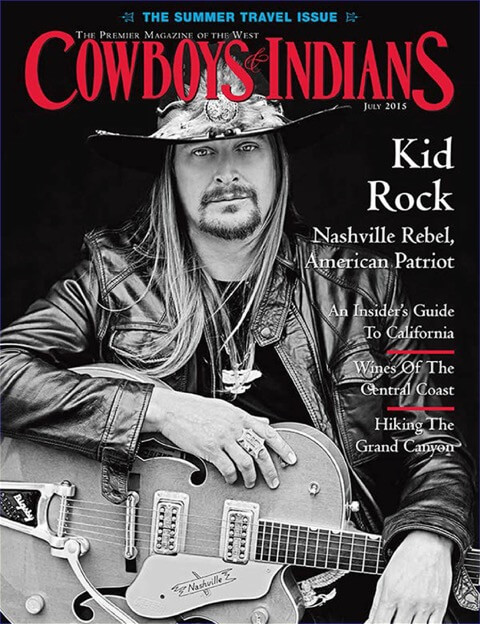 THE SUMMER TRAVEL ISSUE
THE PREMIER MAGAZINE OF THE WEST
COWBOYS & INDIANS
JULY 2015
Kid
Rock
Nashville Rebel,
American Patriot
An Insider's Guide
To California
Wines Of The
Central Coast
Hiking The
Grand Canyon
Bigsby
Nashville